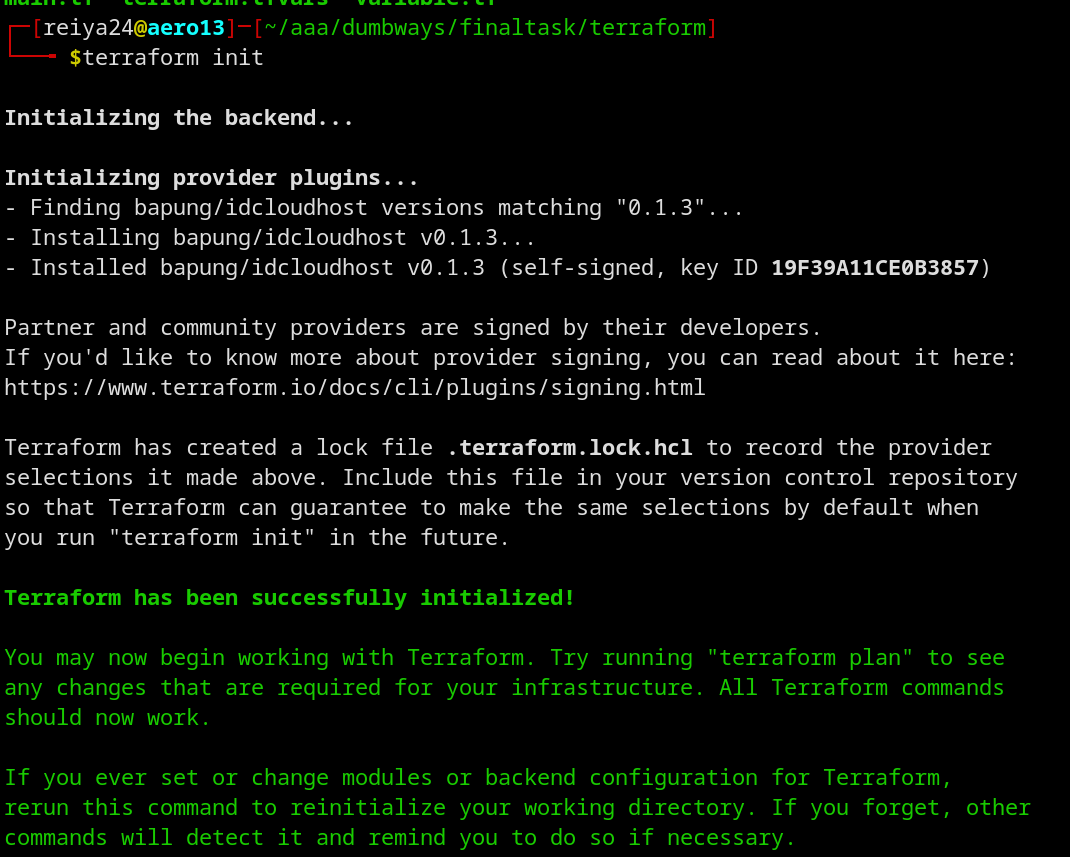 main.tf  terraform.tfvars  variable.tf
┌─[reiya24@aero13]─[~/aaa/dumbways/finaltask/terraform]
└──╼ $terraform init
Initializing the backend...
Initializing provider plugins...
- Finding bapung/idcloudhost versions matching "0.1.3"...
- Installing bapung/idcloudhost v0.1.3...
- Installed bapung/idcloudhost v0.1.3 (self-signed, key ID 19F39A11CE0B3857)
Partner and community providers are signed by their developers.
If you'd like to know more about provider signing, you can read about it here:
https://www.terraform.io/docs/cli/plugins/signing.html
Terraform has created a lock file .terraform.lock.hcl to record the provider
selections it made above. Include this file in your version control repository
so that Terraform can guarantee to make the same selections by default when
you run "terraform init" in the future.
Terraform has been successfully initialized!
You may now begin working with Terraform. Try running "terraform plan" to see
any changes that are required for your infrastructure. All Terraform commands
should now work.
If you ever set or change modules or backend configuration for Terraform,
rerun this command to reinitialize your working directory. If you forget, other
commands will detect it and remind you to do so if necessary.